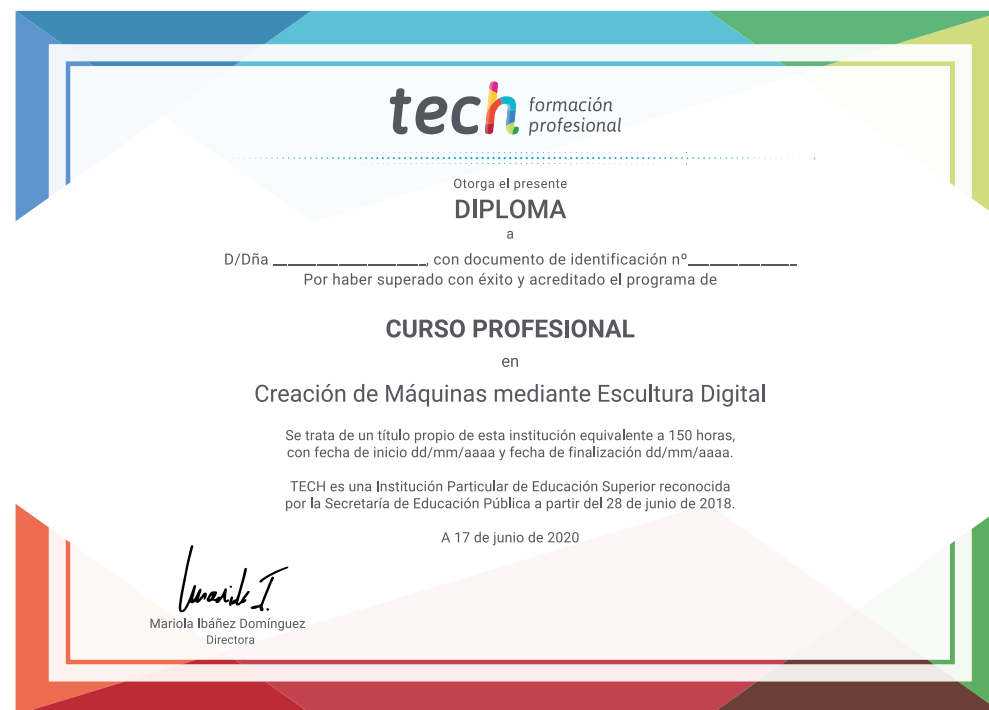 tech formación
profesional
Otorga el presente
DIPLOMA
a
D/Dña ____________________, con documento de identificación nº______________
Por haber superado con éxito y acreditado el programa de
CURSO PROFESIONAL
en
Creación de Máquinas mediante Escultura Digital
Se trata de un título propio de esta institución equivalente a 150 horas,
con fecha de inicio dd/mm/aaaa y fecha de finalización dd/mm/aaaa.
TECH es una Institución Particular de Educación Superior reconocida
por la Secretaría de Educación Pública a partir del 28 de junio de 2018.
A 17 de junio de 2020
Mariola Ibáñez Domínguez
Directora